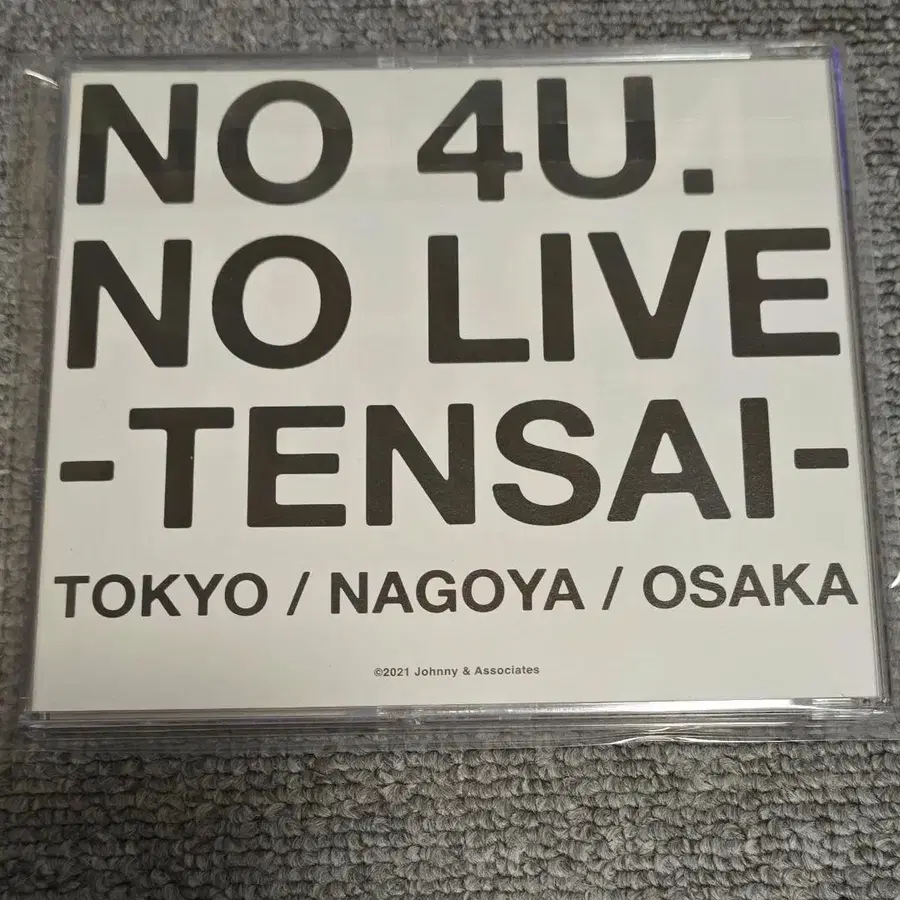 NO 4U.
NO LIVE
-TENSAI-
TOKYO / NAGOYA / OSAKA
©2021 Johnny & Associates